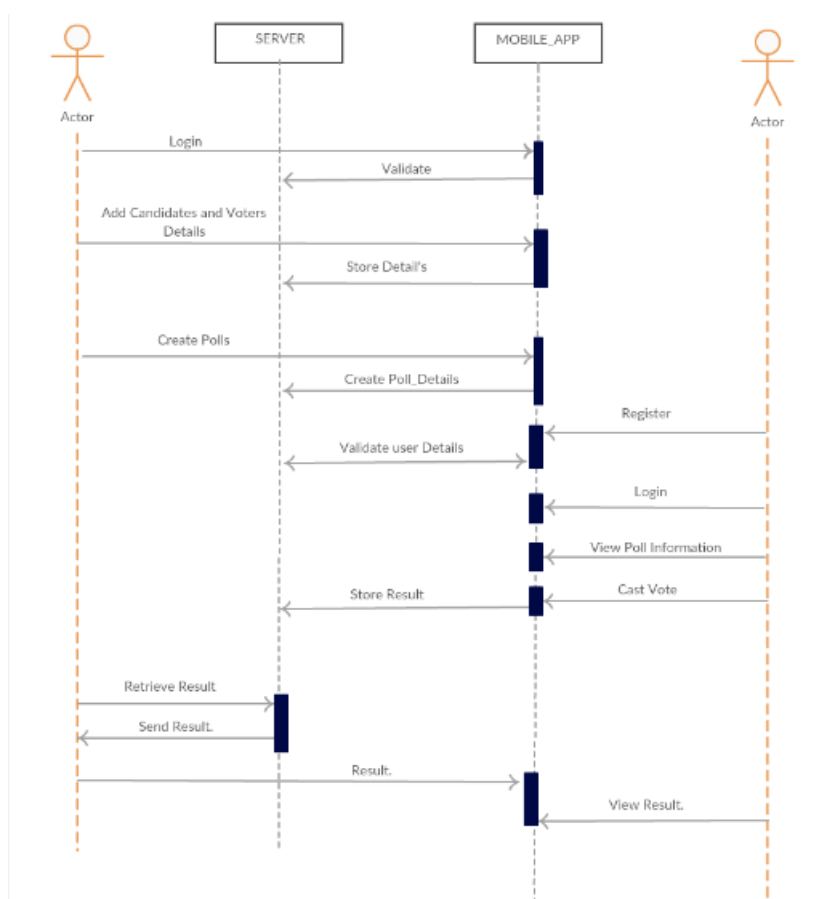 SERVER
MOBILE_APP
Actor
Actor
Login
Validate
Add Candidates and Voters
Details
Store Detail's
Create Polls
Create Poll_Details
Register
Validate user Details
Login
View Poll Information
Cast Vote
Store Result
Retrieve Result
Send Result.
Result.
View Result.